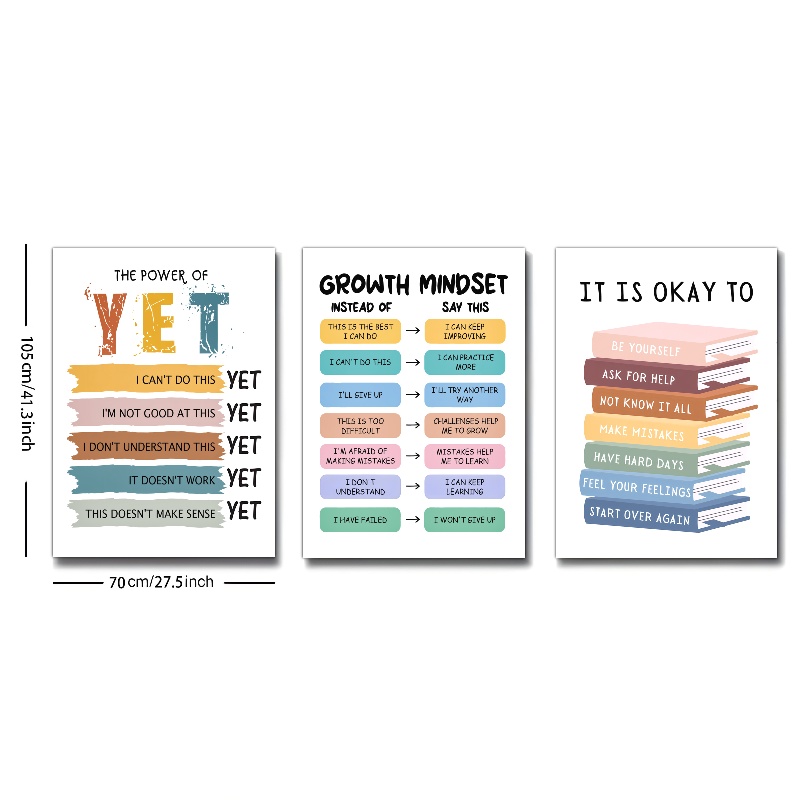 105cm/41.3inch
70cm/27.5inch
THE POWER OF
YET
I CAN'T DO THIS YET
I'M NOT GOOD AT THIS YET
I DON'T UNDERSTAND THIS YET
IT DOESN'T WORK YET
THIS DOESN'T MAKE SENSE YET
GROWTH MINDSET
INSTEAD OF
SAY THIS
THIS IS THE BEST
I CAN DO
I CAN KEEP
IMPROVING
I CAN'T DO THIS
I CAN PRACTICE
MORE
I'LL GIVE UP
I'LL TRY ANOTHER
WAY
THIS IS TOO
DIFFICULT
CHALLENGES HELP
ME TO GROW
I'M AFRAID OF
MAKING MISTAKES
MISTAKES HELP
ME TO LEARN
I DON'T
UNDERSTAND
I CAN KEEP
LEARNING
I HAVE FAILED
I WON'T GIVE UP
IT IS OKAY TO
BE YOURSELF
ASK FOR HELP
NOT KNOW IT ALL
MAKE MISTAKES
HAVE HARD DAYS
FEEL YOUR FEELINGS
START OVER AGAIN